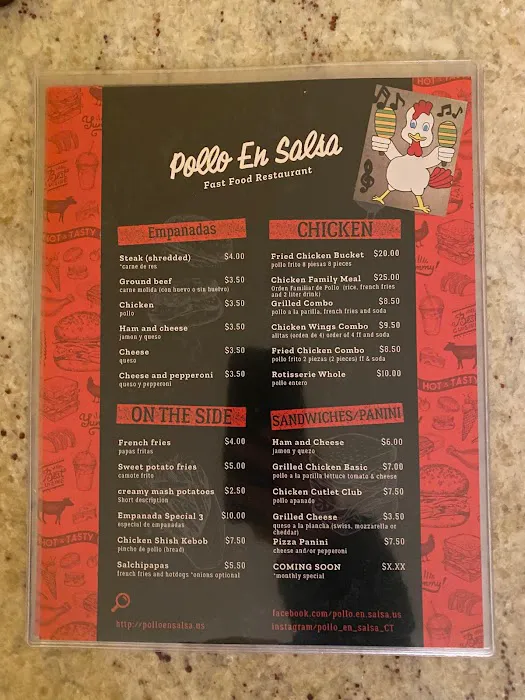 Pollo En Salsa
Fast Food Restaurant
Empanadas
Steak (shredded) $4.00
*carne de res
Ground beef $3.50
carne molida (con huevo o sin huevo)
Chicken $3.50
pollo
Ham and cheese $3.50
jamon y queso
Cheese $3.50
queso
Cheese and pepperoni $3.50
queso y pepperoni
CHICKEN
Fried Chicken Bucket $20.00
pollo frito 8 piesas 8 pieces
Chicken Family Meal $25.00
Orden Familiar de Pollo (rice, french fries
and 2 liter drink)
Grilled Combo $8.50
pollo a la parilla, french fries and soda
Chicken Wings Combo $9.50
alitas (orden de 4) order of 4 ff and soda
Fried Chicken Combo $8.50
pollo frito 2 piezas (2 pieces) ff & soda
Rotisserie Whole $10.00
pollo entero
ON THE SIDE
French fries $4.00
papas fritas
Sweet potato fries $5.00
camote frito
creamy mash potatoes $2.50
Short description
Empanada Special 3 $10.00
especial de empanadas
Chicken Shish Kebob $7.50
pinche de pollo (bread)
Salchipapas $5.50
french fries and hotdogs *onions optional
SANDWICHES/PANINI
Ham and Cheese $6.00
jamon y quezo
Grilled Chicken Basic $7.00
pollo a la parilla lettuce tomato & cheese
Chicken Cutlet Club $7.50
pollo apanado
Grilled Cheese $3.50
queso a la plancha (swiss, mozzarella or
cheddar)
Pizza Panini $7.50
cheese and/or pepperoni
COMING SOON $X.XX
*monthly special
http://polloensalsa.us
facebook.com/pollo.en.salsa.us
instagram/pollo_en_salsa_CT
HOT & TASTY
HOT & TASTY
HOT & TASTY